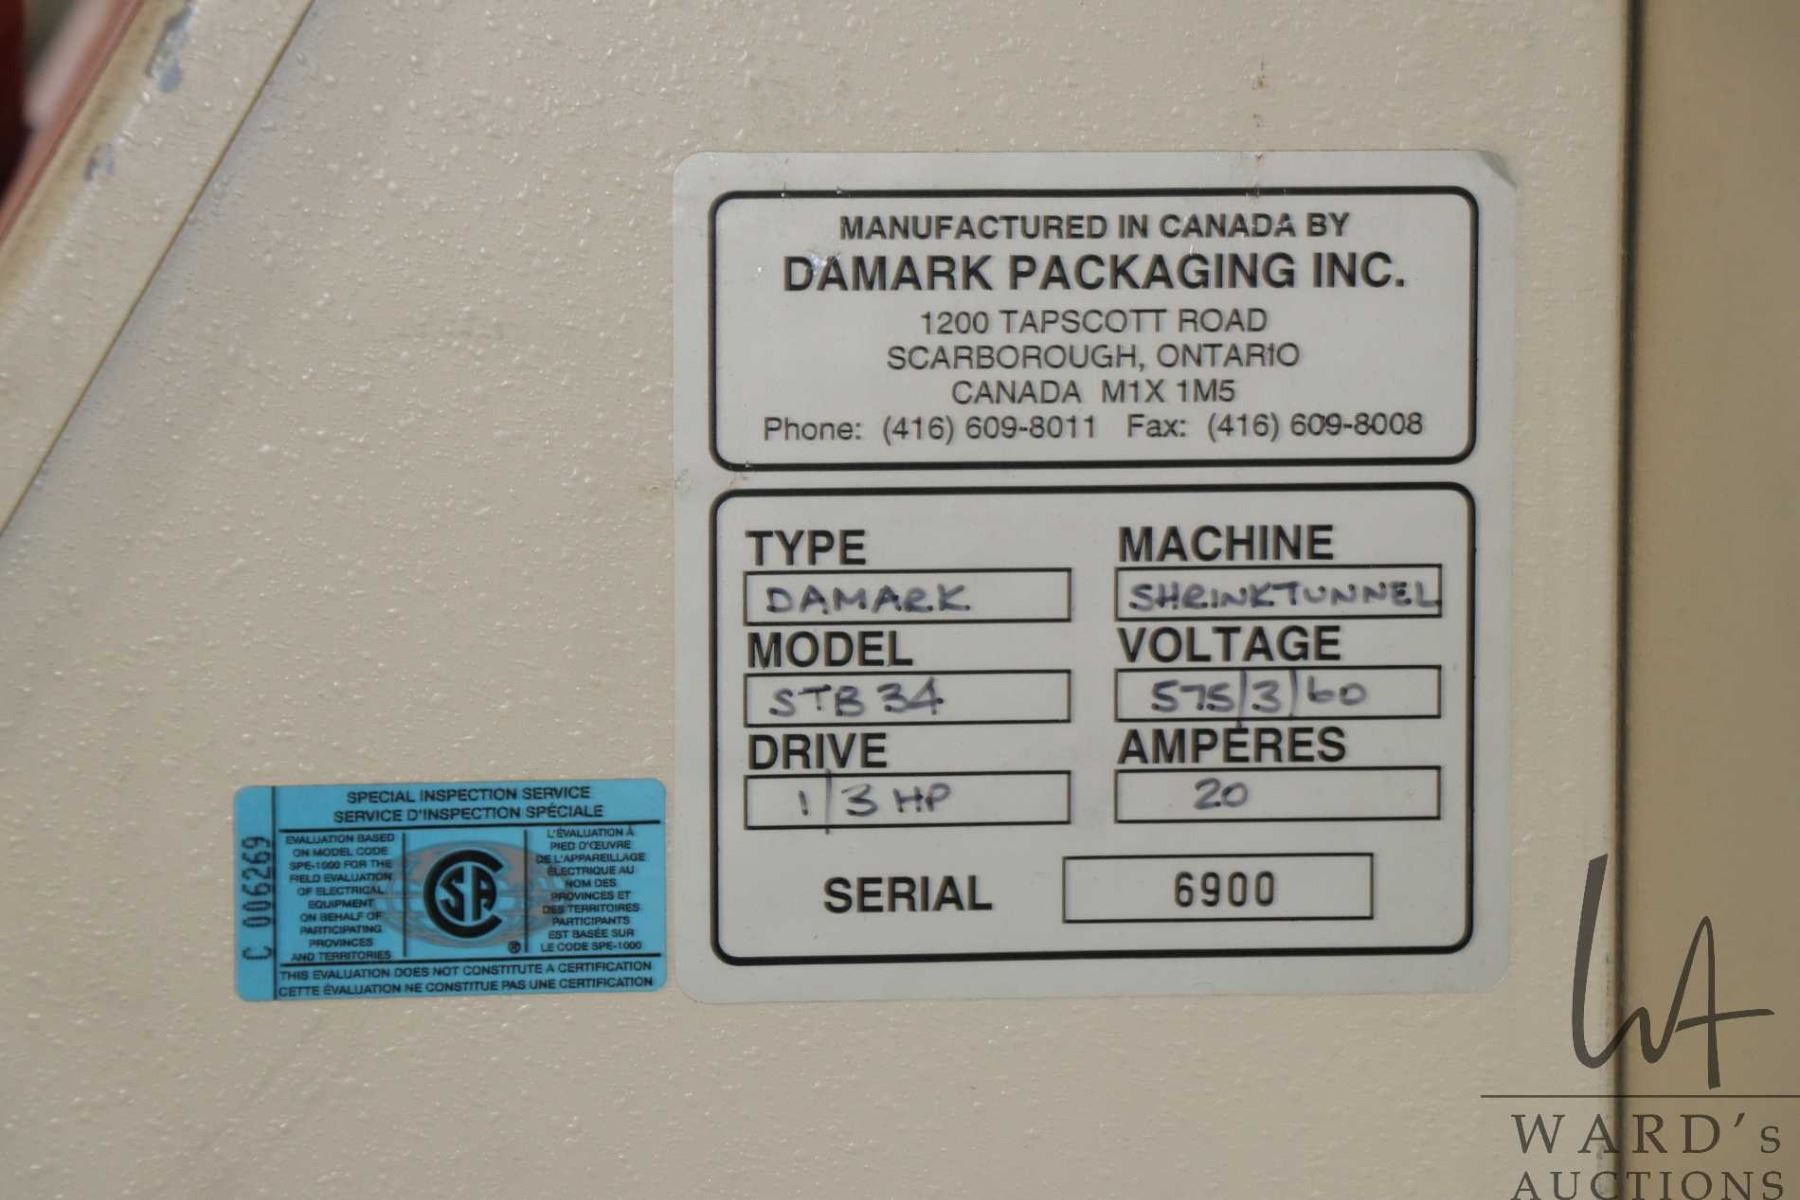 MANUFACTURED IN CANADA BY
DAMARK PACKAGING INC.
1200 TAPSCOTT ROAD
SCARBOROUGH, ONTARIO
CANADA M1X 1M5
Phone: (416) 609-8011 Fax: (416) 609-8008
TYPE
DAMARK
MACHINE
SHRINKTUNNEL
MODEL
STB 34
VOLTAGE
575/3/60
DRIVE
1/3 HP
AMPERES
20
SERIAL
6900
C 006269
SPECIAL INSPECTION SERVICE
SERVICE D'INSPECTION SPÉCIALE
EVALUATION BASED
ON MODEL CODE
SPE-1000 FOR THE
FIELD EVALUATION
OF ELECTRICAL
EQUIPMENT
ON BEHALF OF
PARTICIPATING
PROVINCES
AND TERRITORIES
CSA
®
L'ÉVALUATION À
PIED D'ŒUVRE
DE L'APPAREILLAGE
ÉLECTRIQUE AU
NOM DES
PROVINCES ET
DES TERRITOIRES
PARTICIPANTS
EST BASÉE SUR
LE CODE SPE-1000
THIS EVALUATION DOES NOT CONSTITUTE A CERTIFICATION
CETTE ÉVALUATION NE CONSTITUE PAS UNE CERTIFICATION
WA
WARD's
AUCTIONS